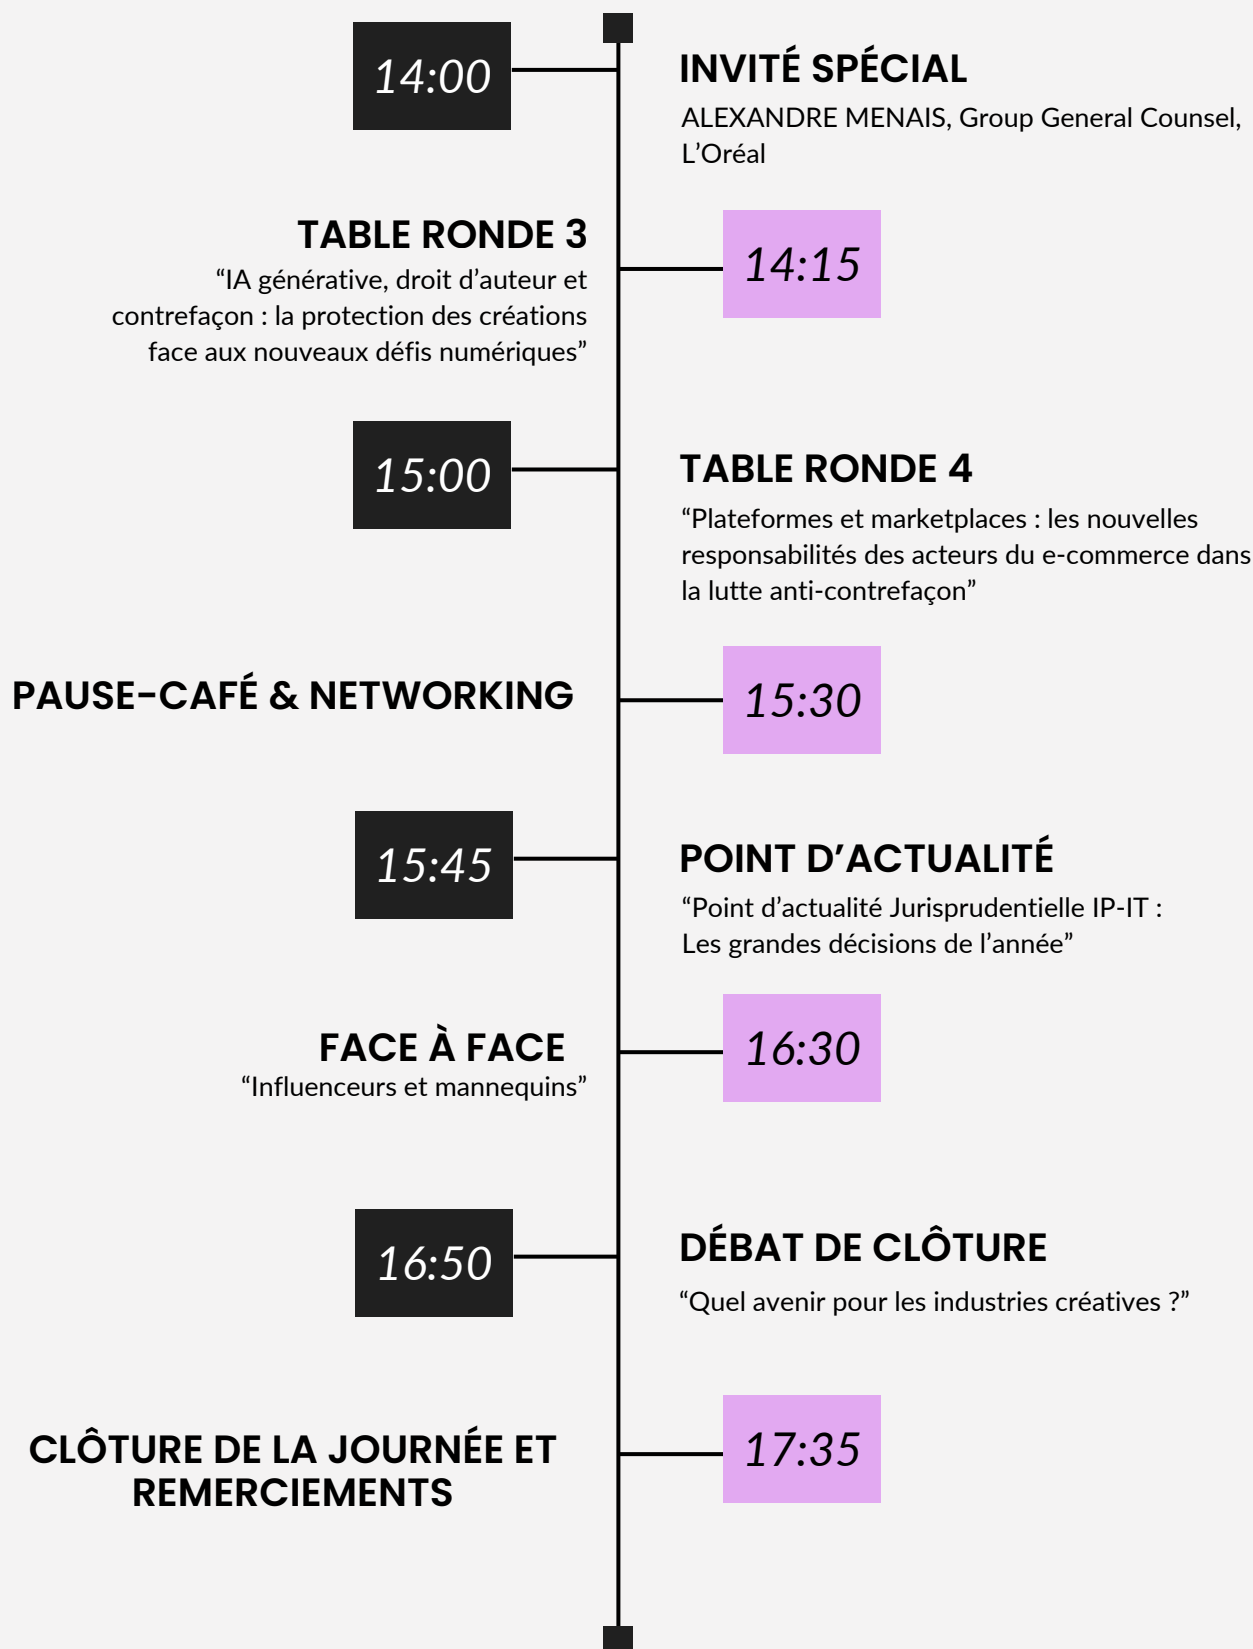 14:00
INVITÉ SPÉCIAL
ALEXANDRE MENAIS, Group General Counsel,
L’Oréal
TABLE RONDE 3
“IA générative, droit d’auteur et
contrefaçon : la protection des créations
face aux nouveaux défis numériques”
14:15
15:00
TABLE RONDE 4
“Plateformes et marketplaces : les nouvelles
responsabilités des acteurs du e-commerce dans
la lutte anti-contrefaçon”
PAUSE-CAFÉ & NETWORKING
15:30
15:45
POINT D’ACTUALITÉ
“Point d’actualité Jurisprudentielle IP-IT :
Les grandes décisions de l’année”
FACE À FACE
“Influenceurs et mannequins”
16:30
16:50
DÉBAT DE CLÔTURE
“Quel avenir pour les industries créatives ?”
CLÔTURE DE LA JOURNÉE ET
REMERCIEMENTS
17:35